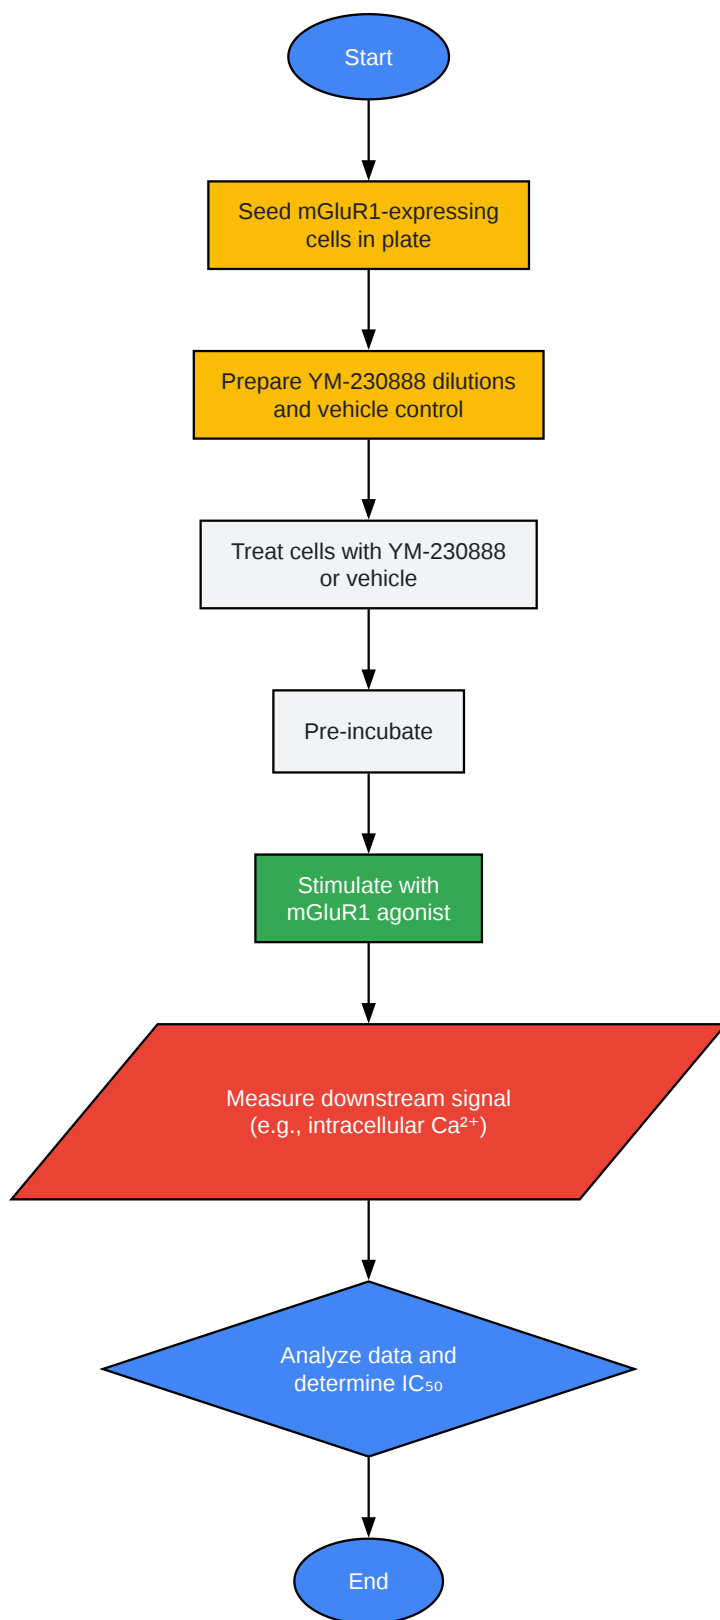 Start
Seed mGluR1-expressing
cells in plate
Prepare YM-230888 dilutions
and vehicle control
Treat cells with YM-230888
or vehicle
Pre-incubate
Stimulate with
mGluR1 agonist
Measure downstream signal
(e.g., intracellular Ca²⁺)
Analyze data and
determine IC₅₀
End